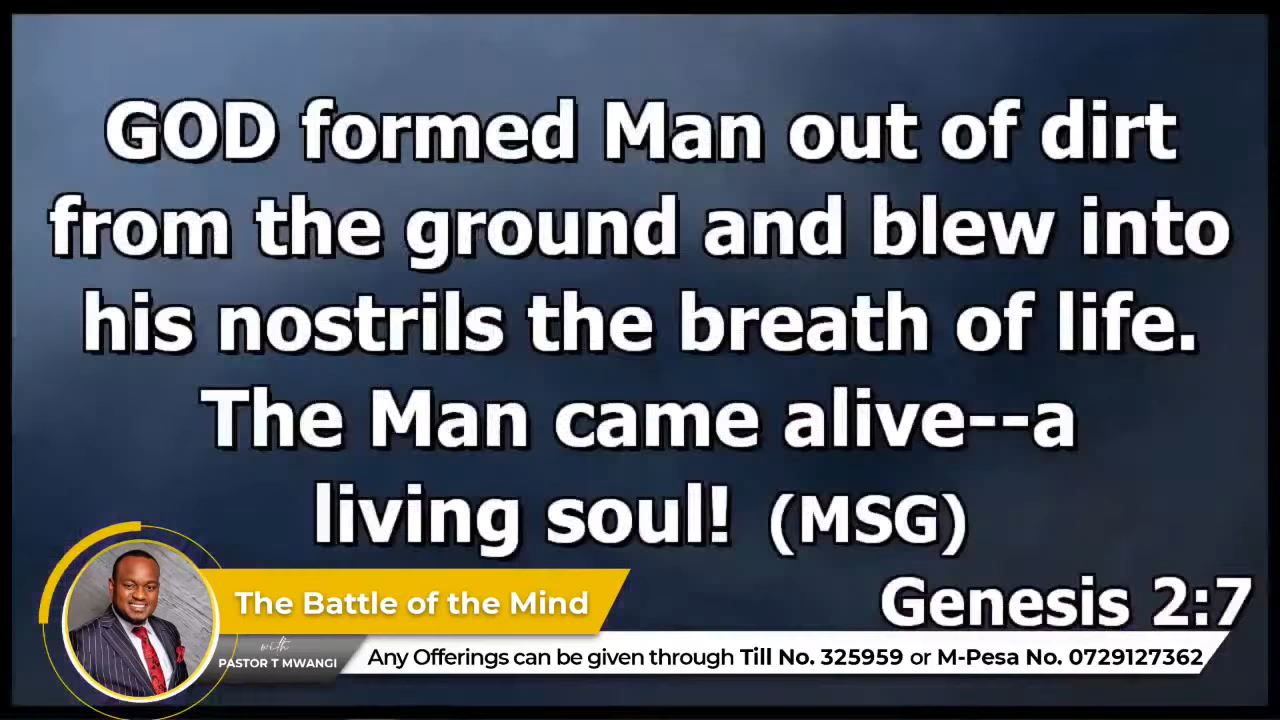 GOD formed Man out of dirt
from the ground and blew into
his nostrils the breath of life.
The Man came alive--a
living soul! (MSG)
Genesis 2:7
The Battle of the Mind
with
PASTOR T MWANGI
Any Offerings can be given through Till No. 325959 or M-Pesa No. 0729127362